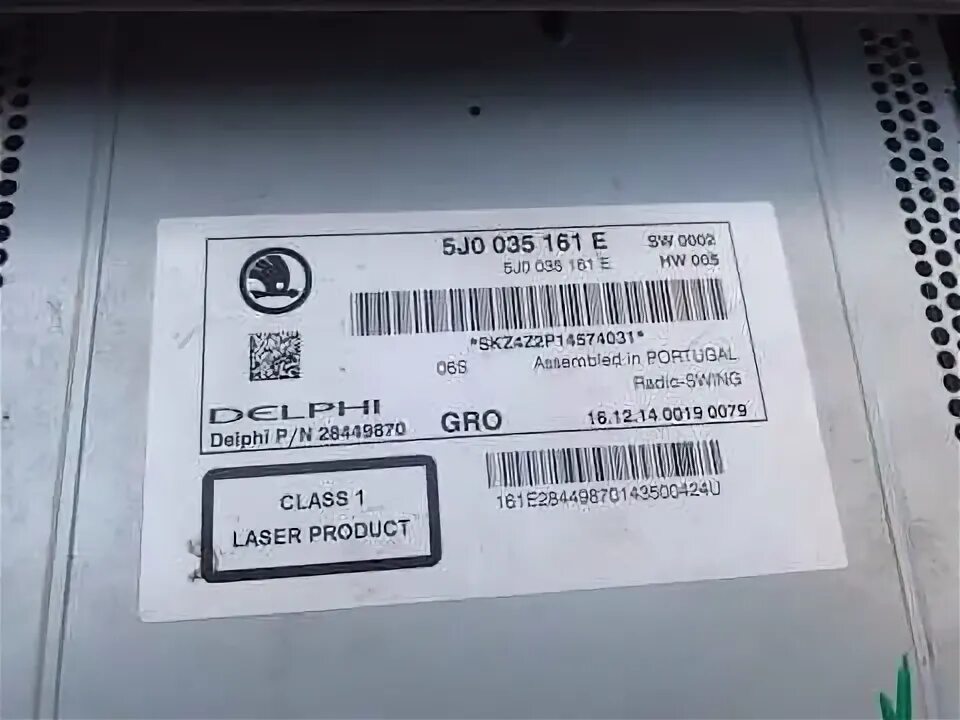 5J0 035 161 E SW 0002
5J0 035 161 E HW 005
*SKZ4Z2P14574031*
06S Assembled in PORTUGAL
Radio-SWING
DELPHI
Delphi P/N 28449870 GRO 16.12.14 0019 0079
CLASS 1
LASER PRODUCT
161E28449870143500424U